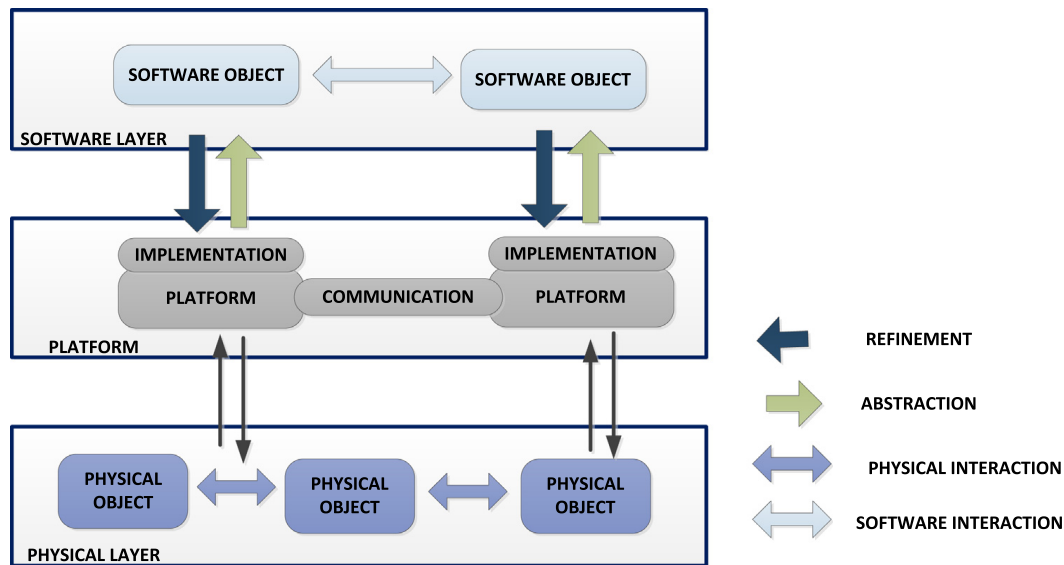 SOFTWARE OBJECT
SOFTWARE OBJECT
SOFTWARE LAYER
IMPLEMENTATION
IMPLEMENTATION
PLATFORM
COMMUNICATION
PLATFORM
PLATFORM
PHYSICAL
OBJECT
PHYSICAL
OBJECT
PHYSICAL
OBJECT
PHYSICAL LAYER
REFINEMENT
ABSTRACTION
PHYSICAL INTERACTION
SOFTWARE INTERACTION